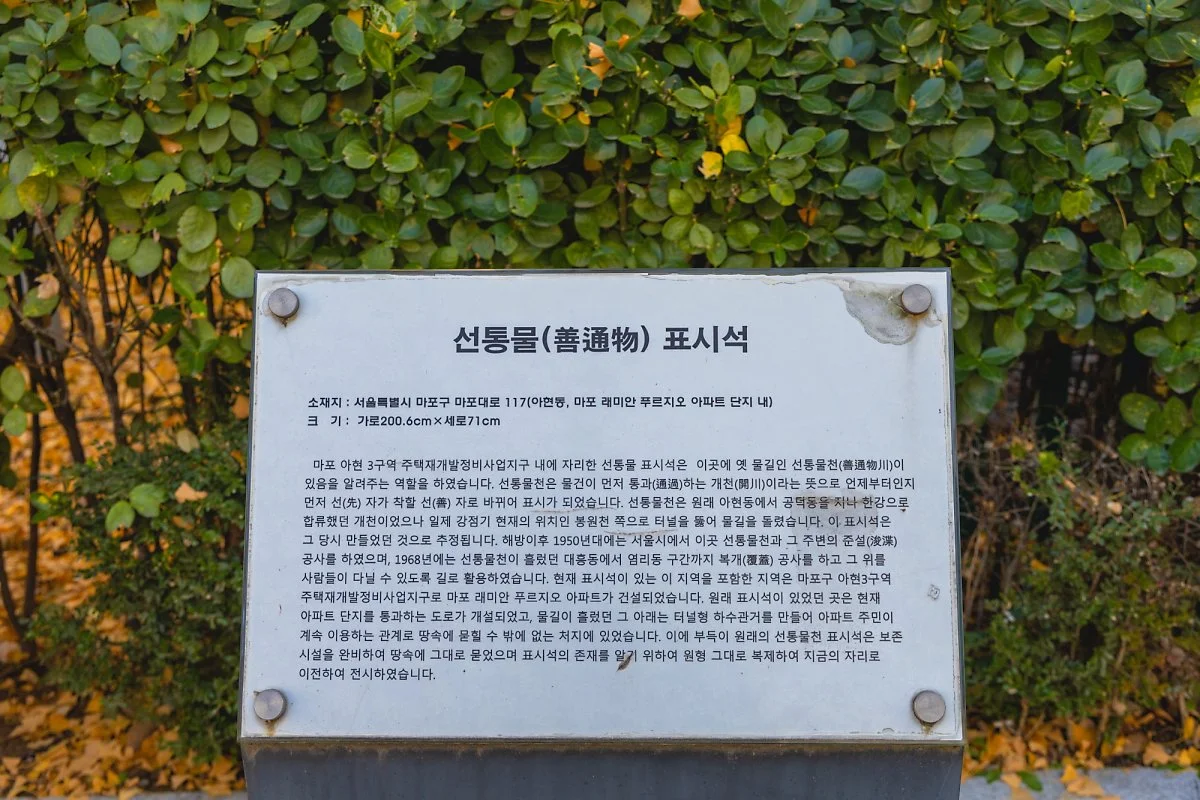 선통물(善通物) 표시석
소재지 : 서울특별시 마포구 마포대로 117(아현동, 마포 래미안 푸르지오 아파트 단지 내)
크 기 : 가로200.6cm×세로71cm
마포 아현 3구역 주택재개발정비사업지구 내에 자리한 선통물 표시석은 이곳에 옛 물길인 선통물천(善通物川)이
있음을 알려주는 역할을 하였습니다. 선통물천은 물건이 먼저 통과(通過)하는 개천(開川)이라는 뜻으로 언제부터인지
먼저 선(先) 자가 착할 선(善) 자로 바뀌어 표시가 되었습니다. 선통물천은 원래 아현동에서 공덕동을 지나 한강으로
합류했던 개천이었으나 일제 강점기 현재의 위치인 봉원천 쪽으로 터널을 뚫어 물길을 돌렸습니다. 이 표시석은
그 당시 만들었던 것으로 추정됩니다. 해방이후 1950년대에는 서울시에서 이곳 선통물천과 그 주변의 준설(浚渫)
공사를 하였으며, 1968년에는 선통물천이 흘렀던 대흥동에서 염리동 구간까지 복개(覆蓋) 공사를 하고 그 위를
사람들이 다닐 수 있도록 길로 활용하였습니다. 현재 표시석이 있는 이 지역을 포함한 지역은 마포구 아현3구역
주택재개발정비사업지구로 마포 래미안 푸르지오 아파트가 건설되었습니다. 원래 표시석이 있었던 곳은 현재
아파트 단지를 통과하는 도로가 개설되었고, 물길이 흘렀던 그 아래는 터널형 하수관거를 만들어 아파트 주민이
계속 이용하는 관계로 땅속에 묻힐 수 밖에 없는 처지에 있었습니다. 이에 부득이 원래의 선통물천 표시석은 보존
시설을 완비하여 땅속에 그대로 묻었으며 표시석의 존재를 알기 위하여 원형 그대로 복제하여 지금의 자리로
이전하여 전시하였습니다.